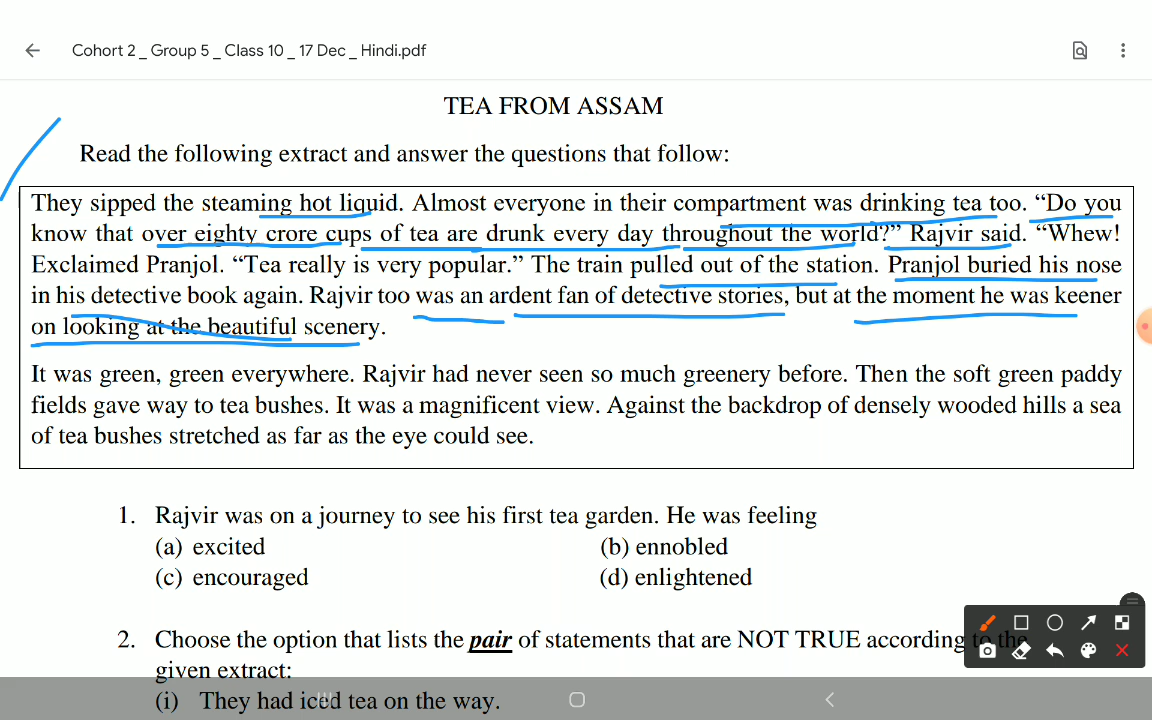 Cohort 2 _ Group 5 _ Class 10 _ 17 Dec _ Hindi.pdf
TEA FROM ASSAM
Read the following extract and answer the questions that follow:
They sipped the steaming hot liquid. Almost everyone in their compartment was drinking tea too. “Do you
know that over eighty crore cups of tea are drunk every day throughout the world?” Rajvir said. “Whew!
Exclaimed Pranjol. “Tea really is very popular.” The train pulled out of the station. Pranjol buried his nose
in his detective book again. Rajvir too was an ardent fan of detective stories, but at the moment he was keener
on looking at the beautiful scenery.
It was green, green everywhere. Rajvir had never seen so much greenery before. Then the soft green paddy
fields gave way to tea bushes. It was a magnificent view. Against the backdrop of densely wooded hills a sea
of tea bushes stretched as far as the eye could see.
1. Rajvir was on a journey to see his first tea garden. He was feeling
(a) excited (b) ennobled
(c) encouraged (d) enlightened
2. Choose the option that lists the pair of statements that are NOT TRUE according to the
given extract:
(i) They had iced tea on the way.